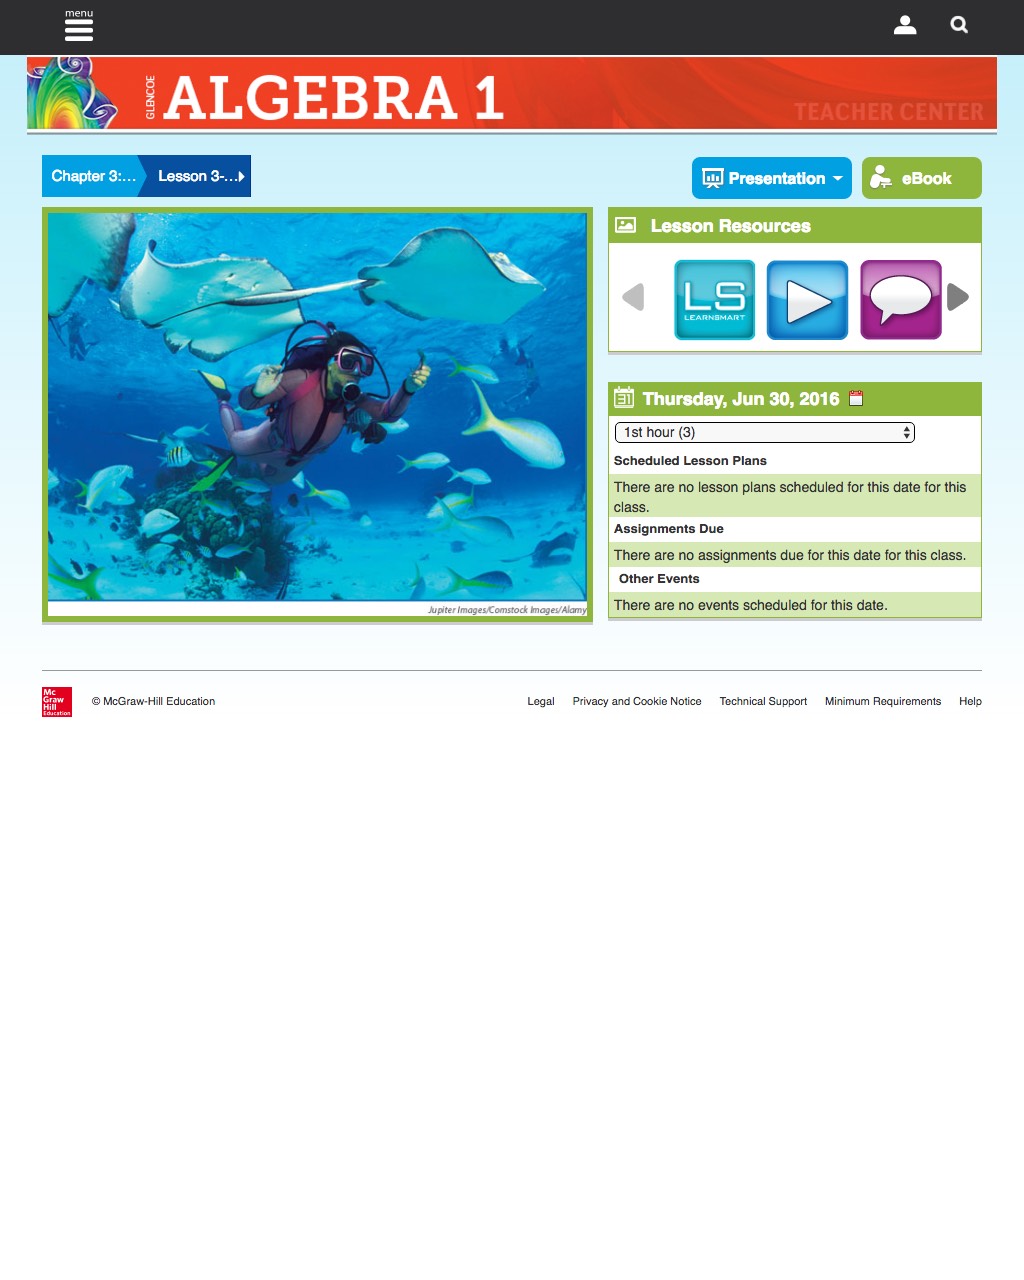 menu
GLENCOE ALGEBRA 1
TEACHER CENTER
Chapter 3:... Lesson 3-...
Presentation
eBook
Lesson Resources
LS
LEARNSMART
31 Thursday, Jun 30, 2016
1st hour (3)
Scheduled Lesson Plans
There are no lesson plans scheduled for this date for this
class.
Assignments Due
There are no assignments due for this date for this class.
Other Events
There are no events scheduled for this date.
Jupiter Images/Comstock Images/Alamy
Mc
Graw
Hill
Education
© McGraw-Hill Education
Legal Privacy and Cookie Notice Technical Support Minimum Requirements Help